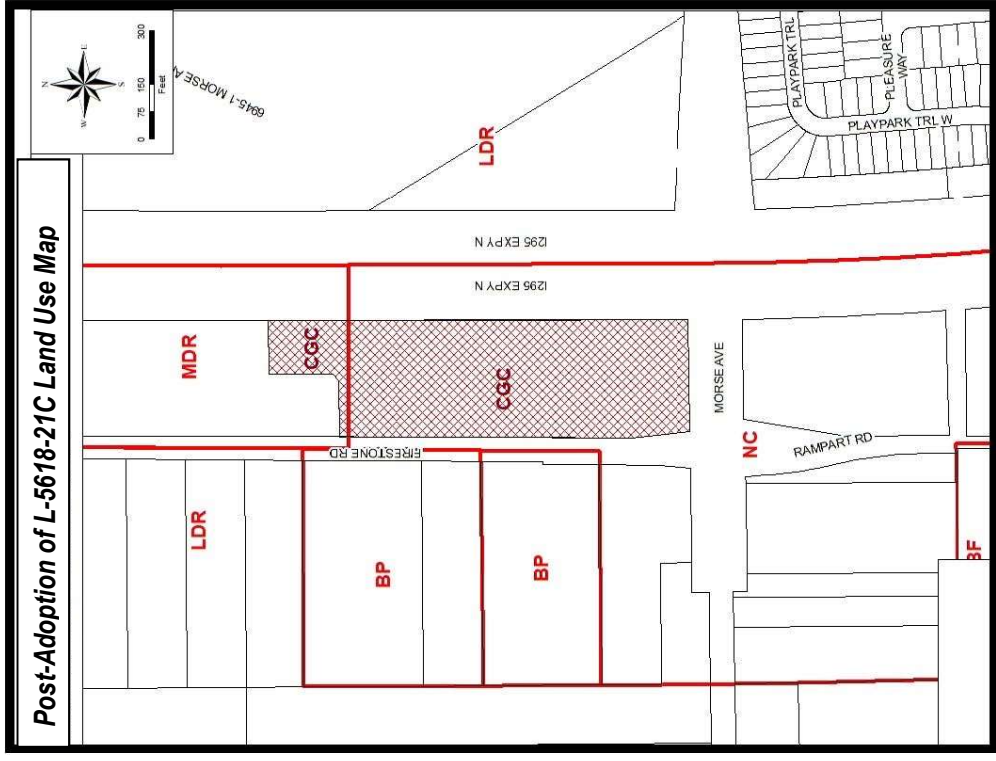 Post-Adoption of L-5618-21C Land Use Map
N
E
W
S
0 75 150 300
Feet
6945-1 MORSE A
PLAYPARK TRL
PLEASURE
WAY
PLAYPARK TRL W
LDR
I295 EXPY N
I295 EXPY N
MDR
CGC
CGC
MORSE AVE
FIRESTONE RD
NC
RAMPART RD
LDR
BP
BP